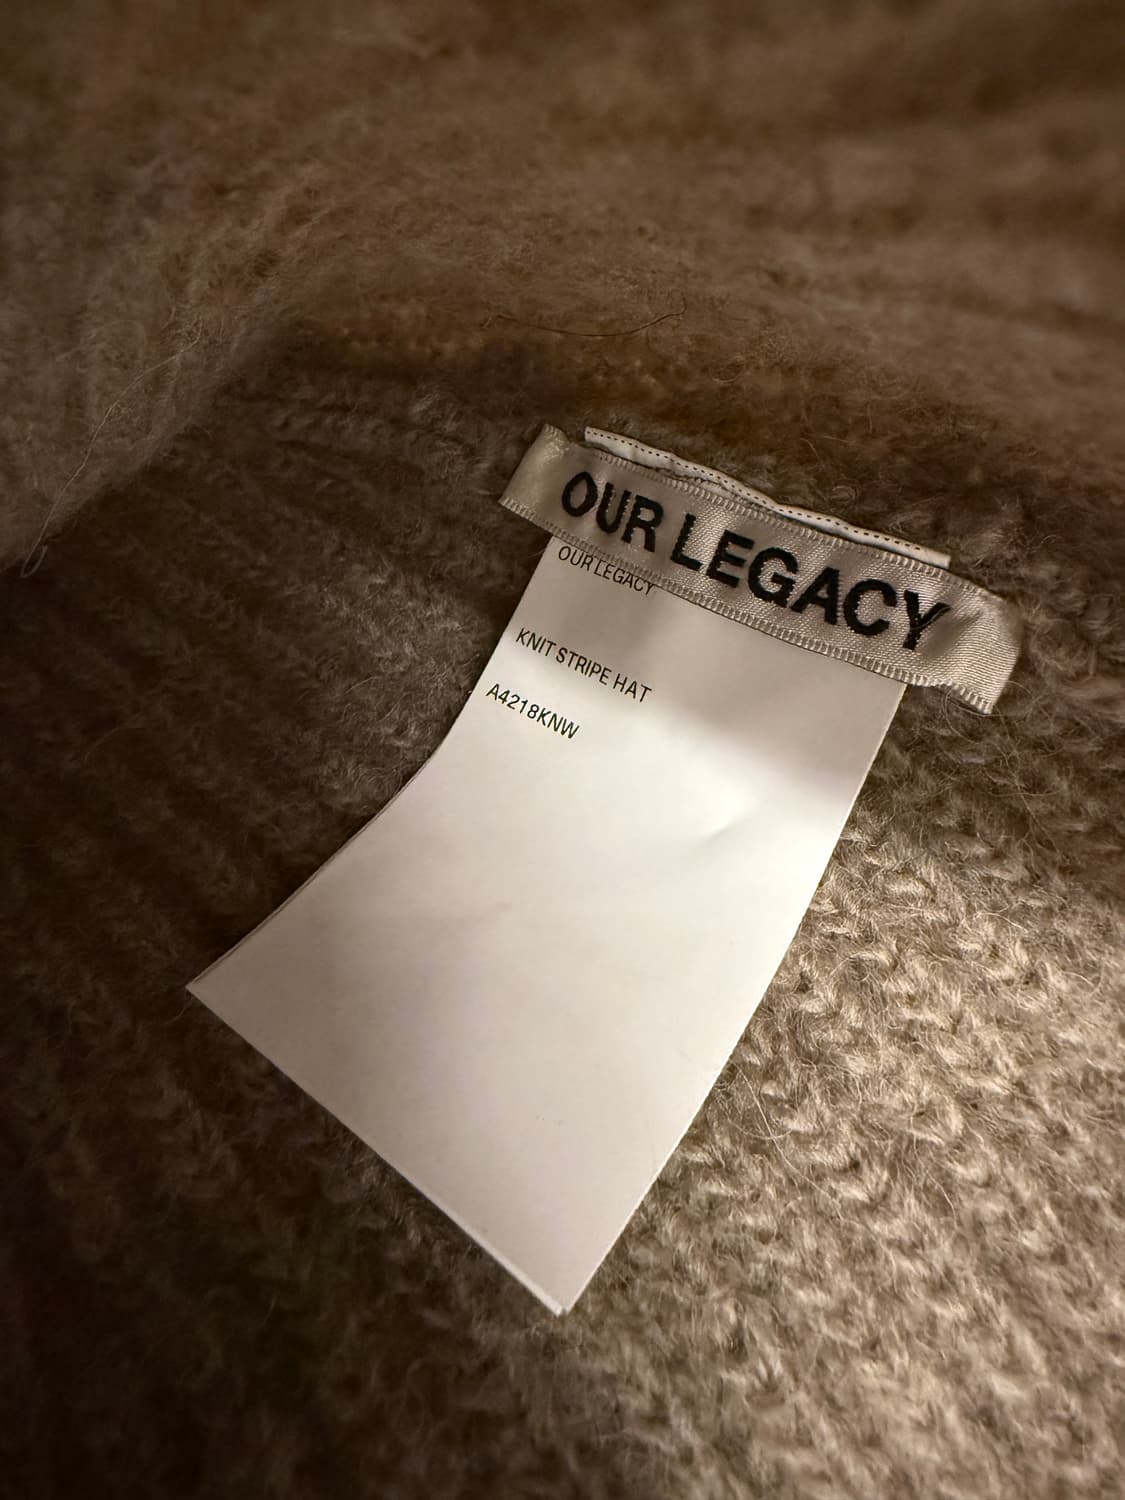 OUR LEGACY
OUR LEGACY
KNIT STRIPE HAT
A4218KNW